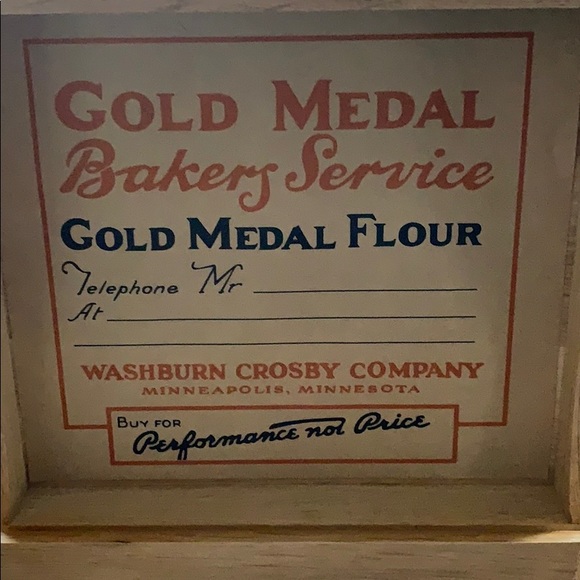 GOLD MEDAL
Bakers Service
GOLD MEDAL FLOUR
Telephone Mr
At
WASHBURN CROSBY COMPANY
MINNEAPOLIS, MINNESOTA
BUY FOR
Performance not Price